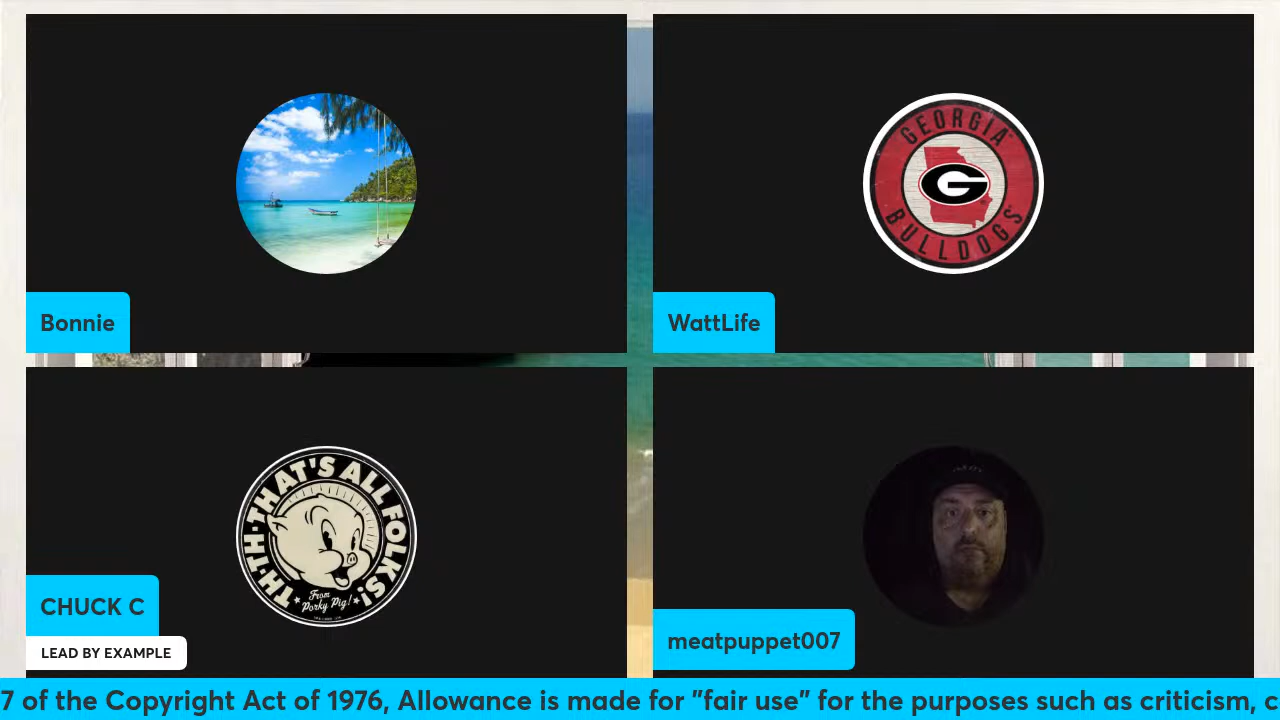 GEORGIA
G
BULLDOGS
Bonnie
WattLife
TH-TH-THAT'S ALL FOLKS!
From
Porky Pig!
CHUCK C
LEAD BY EXAMPLE
meatpuppet007
7 of the Copyright Act of 1976, Allowance is made for "fair use" for the purposes such as criticism, c